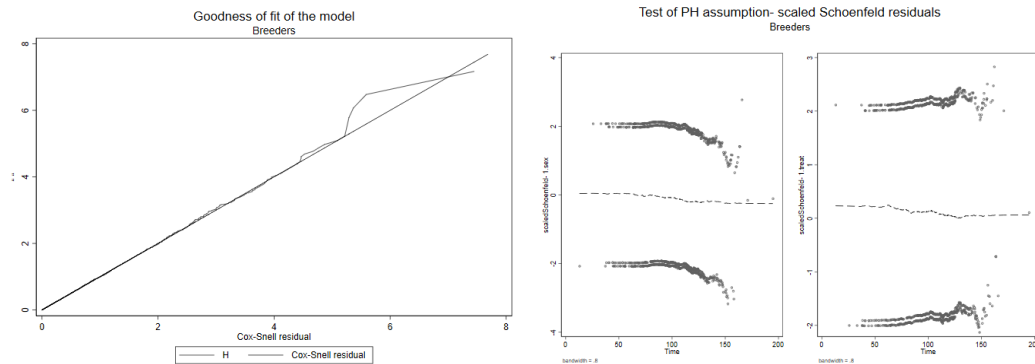 Goodness of fit of the model
Breeders
8
6
4
2
0
0
2
4
6
8
Cox-Snell residual
H
Cox-Snell residual
Test of PH assumption- scaled Schoenfeld residuals
Breeders
4
2
0
-2
-4
scaledSchoenfeld- 1.sex
0
50
100
150
200
Time
bandwidth = .8
3
2
1
0
-1
-2
scaledSchoenfeld- 1.treat
0
50
100
150
200
Time
bandwidth = .8